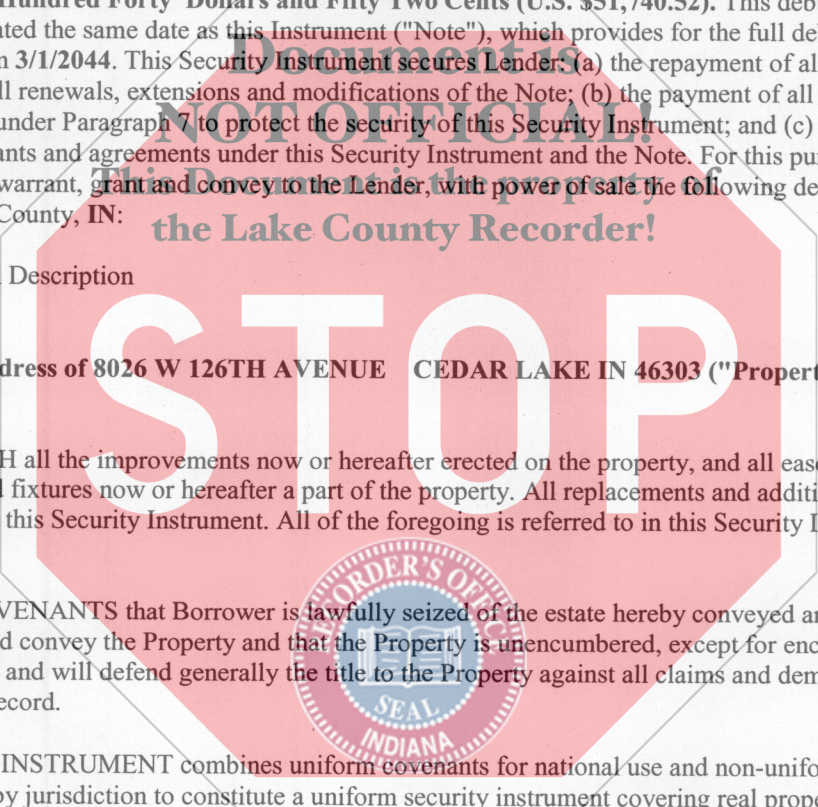 Hundred Forty Dollars and Fifty Two Cents (U.S. $51,740.52). This deb
ated the same date as this Instrument ("Note"), which provides for the full de
n 3/1/2044. This Security Instrument secures Lender: (a) the repayment of al
ll renewals, extensions and modifications of the Note; (b) the payment of all
under Paragraph 7 to protect the security of this Security Instrument; and (c)
ants and agreements under this Security Instrument and the Note. For this pur
warrant, grant and convey to the Lender, with power of sale the following de
County, IN:
Document is
NOT OFFICIAL!
This Document is the property of
the Lake County Recorder!
l Description
STOP
dress of 8026 W 126TH AVENUE CEDAR LAKE IN 46303 ("Propert
H all the improvements now or hereafter erected on the property, and all ease
d fixtures now or hereafter a part of the property. All replacements and additi
this Security Instrument. All of the foregoing is referred to in this Security I
VENANTS that Borrower is lawfully seized of the estate hereby conveyed an
d convey the Property and that the Property is unencumbered, except for enc
and will defend generally the title to the Property against all claims and dem
ecord.
RECORDER'S OFFICE
SEAL
INDIANA
INSTRUMENT combines uniform covenants for national use and non-unifo
by jurisdiction to constitute a uniform security instrument covering real prope